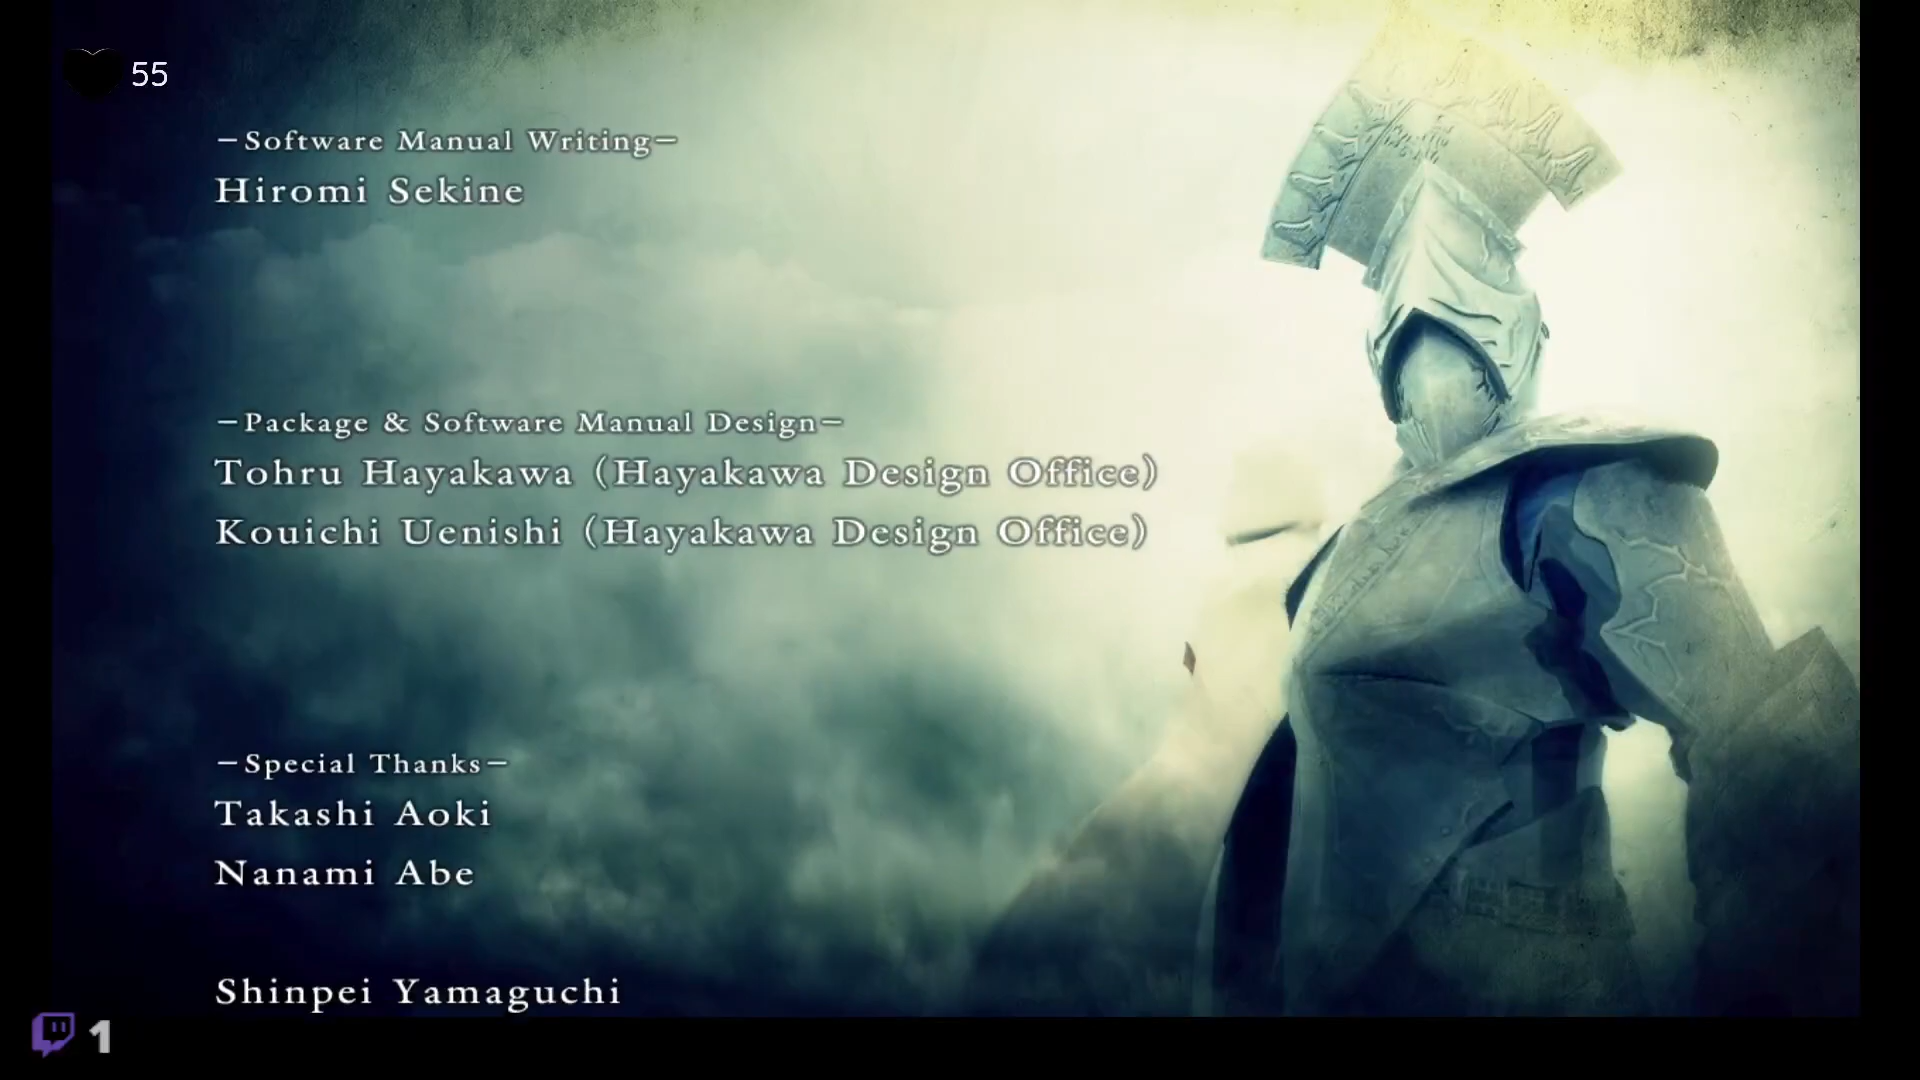 55
—Software Manual Writing—
Hiromi Sekine
—Package & Software Manual Design—
Tohru Hayakawa (Hayakawa Design Office)
Kouichi Uenishi (Hayakawa Design Office)
—Special Thanks—
Takashi Aoki
Nanami Abe
Shinpei Yamaguchi
1